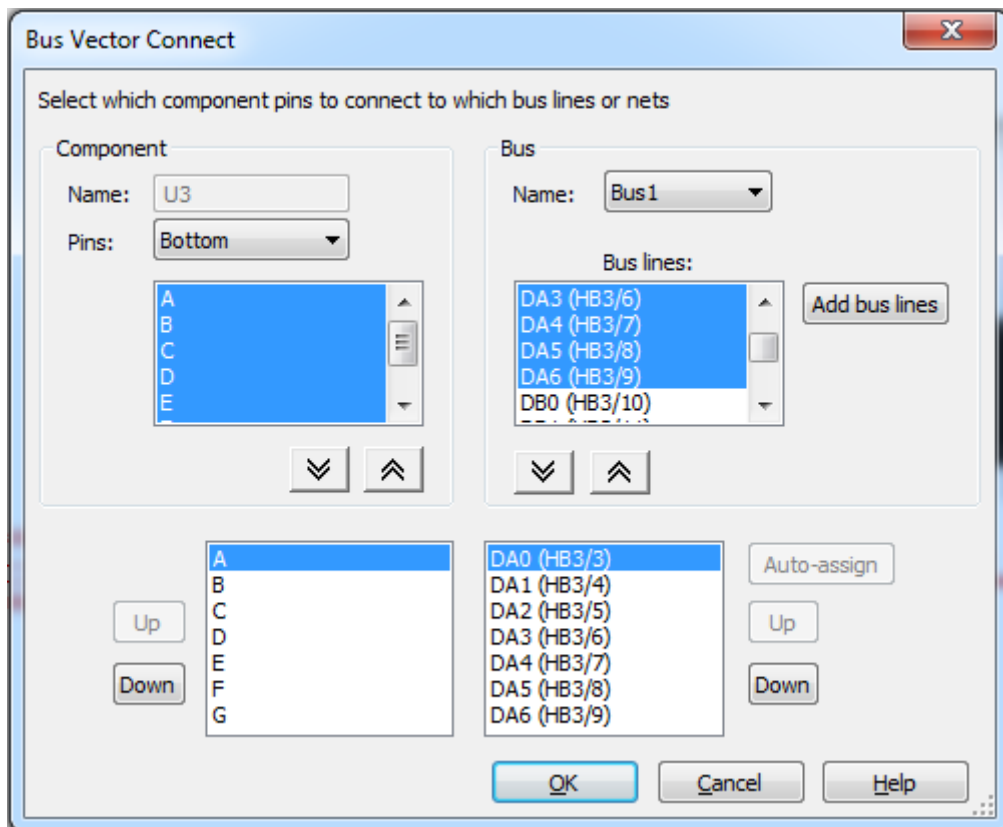 Bus Vector Connect
Select which component pins to connect to which bus lines or nets
Component
Name: U3
Pins: Bottom
A
B
C
D
E
Bus
Name: Bus1
Bus lines:
DA3 (HB3/6)
DA4 (HB3/7)
DA5 (HB3/8)
DA6 (HB3/9)
DB0 (HB3/10)
Add bus lines
Up
Down
A
B
C
D
E
F
G
DA0 (HB3/3)
DA1 (HB3/4)
DA2 (HB3/5)
DA3 (HB3/6)
DA4 (HB3/7)
DA5 (HB3/8)
DA6 (HB3/9)
Auto-assign
Up
Down
OK
Cancel
Help